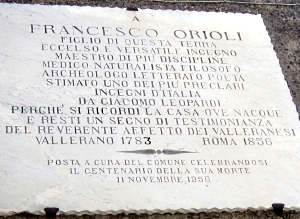 A
FRANCESCO ORIOLI
FIGLIO DI QUESTA TERRA
ECCELSO E VERSATILE INGEGNO
MAESTRO DI PIÙ DISCIPLINE
MEDICO NATURALISTA FILOSOFO
ARCHEOLOGO LETTERATO POETA
STIMATO UNO DEI PIÙ PRECLARI
INGEGNI D'ITALIA
DA GIACOMO LEOPARDI
PERCHÈ SI RICORDI LA CASA OVE NACQUE
E RESTI UN SEGNO DI TESTIMONIANZA
DEL REVERENTE AFFETTO DEI VALLERANESI
VALLERANO 1783 ROMA 1856
POSTA A CURA DEL COMUNE CELEBRANDOSI
IL CENTENARIO DELLA SUA MORTE
11 NOVEMBRE 1956